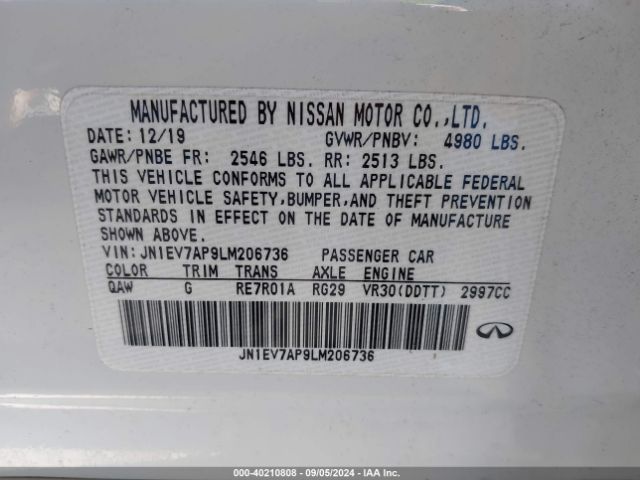 MANUFACTURED BY NISSAN MOTOR CO.,LTD.
DATE: 12/19 GVWR/PNBV: 4980 LBS.
GAWR/PNBE FR: 2546 LBS. RR: 2513 LBS.
THIS VEHICLE CONFORMS TO ALL APPLICABLE FEDERAL
MOTOR VEHICLE SAFETY,BUMPER,AND THEFT PREVENTION
STANDARDS IN EFFECT ON THE DATE OF MANUFACTURE
SHOWN ABOVE.
VIN:JN1EV7AP9LM206736 PASSENGER CAR
COLOR TRIM TRANS AXLE ENGINE
QAW G RE7R01A RG29 VR30(DDTT) 2997CC
JN1EV7AP9LM206736
000-40210808 - 09/05/2024 - IAA Inc.